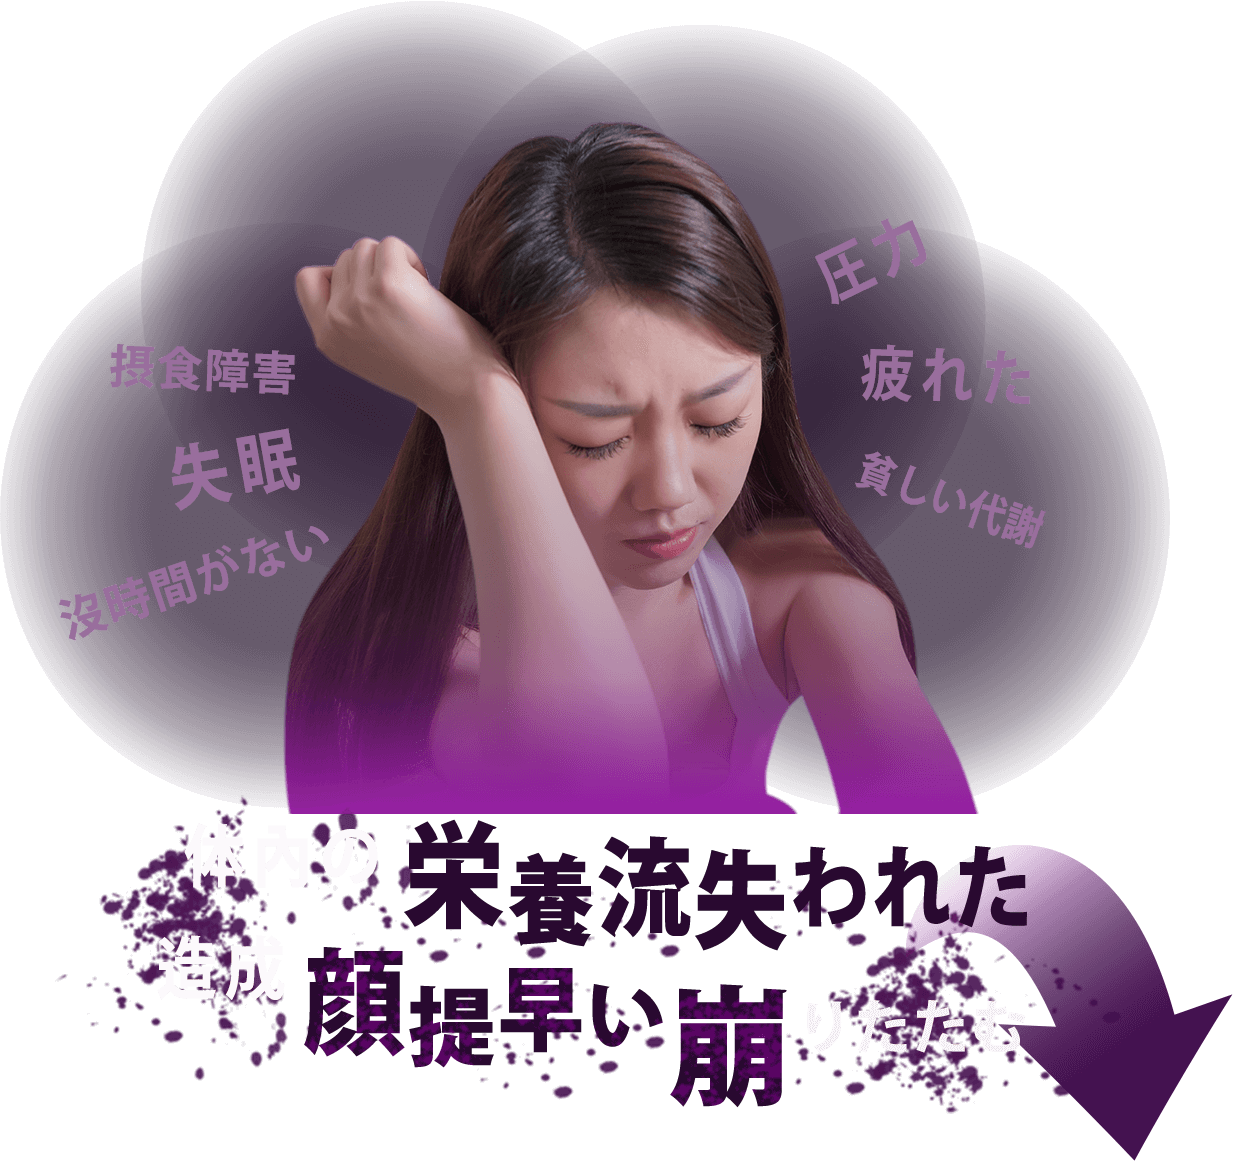 摂食障害
失眠
沒時間がない
圧力
疲れた
貧しい代謝
体內の栄養流失われた
造成顔提早い崩りたたむ